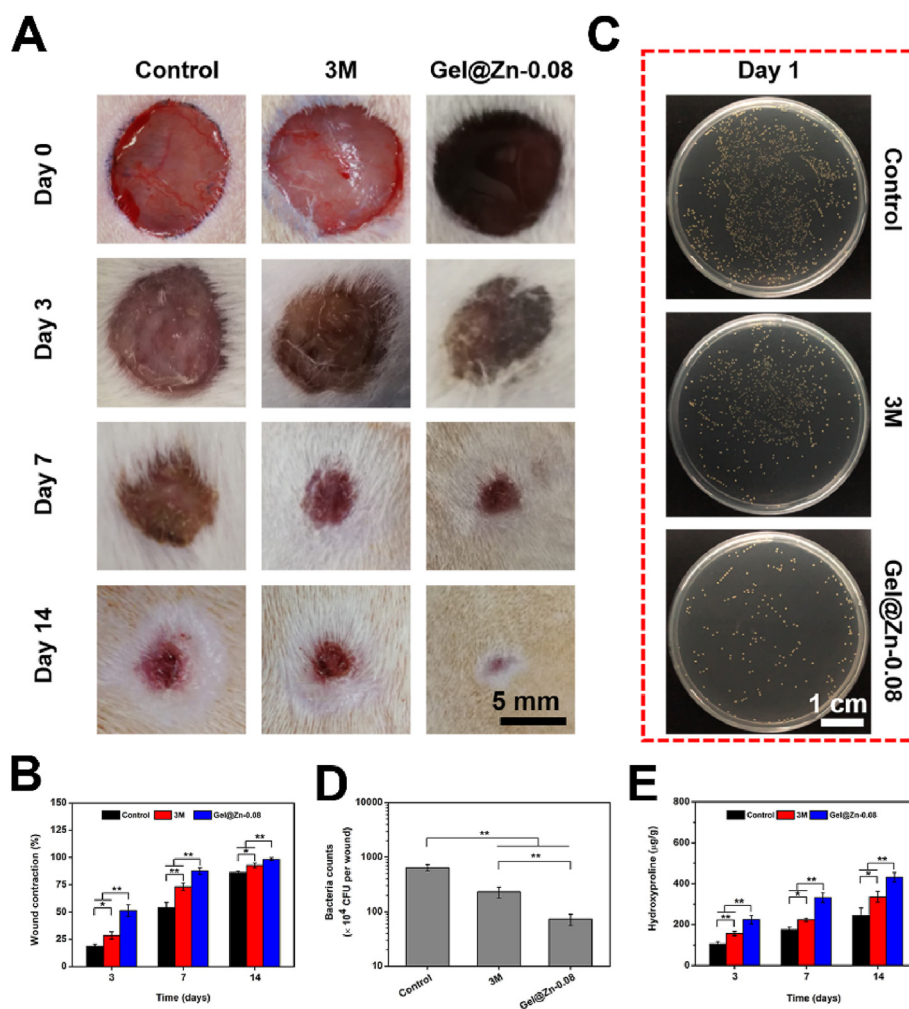 A
Control
3M
Gel@Zn-0.08
Day 0
Day 3
Day 7
Day 14
5 mm
C
Day 1
Control
3M
Gel@Zn-0.08
1 cm
B
Wound contraction (%)
150
125
100
75
50
25
0
Control
3M
Gel@Zn-0.08
*
**
**
**
*
**
3
7
14
Time (days)
D
Bacteria counts
(× 10⁴ CFU per wound)
10000
1000
100
10
**
**
Control
3M
Gel@Zn-0.08
E
Hydroxyproline (μg/g)
800
600
400
200
0
Control
3M
Gel@Zn-0.08
**
**
*
**
*
**
3
7
14
Time (days)